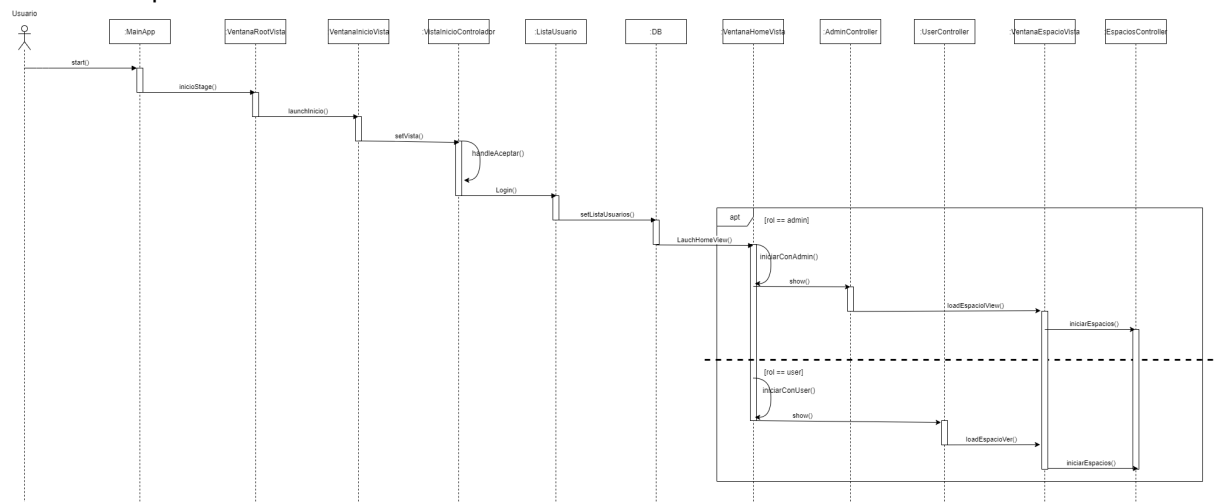 Usuario
:MainApp
:VentanaRootVista
:VentanaInicioVista
:VistaInicioControlador
:ListaUsuario
:DB
:VentanaHomeVista
:AdminController
:UserController
:VentanaEspacioVista
:EspaciosController
start()
inicioStage()
launchInicio()
setVista()
handleAceptar()
Login()
setListaUsuarios()
apt
[rol == admin]
LauchHomeView()
iniciarConAdmin()
show()
loadEspaciolView()
iniciarEspacios()
[rol == user]
iniciarConUser()
show()
loadEspacioVer()
iniciarEspacios()